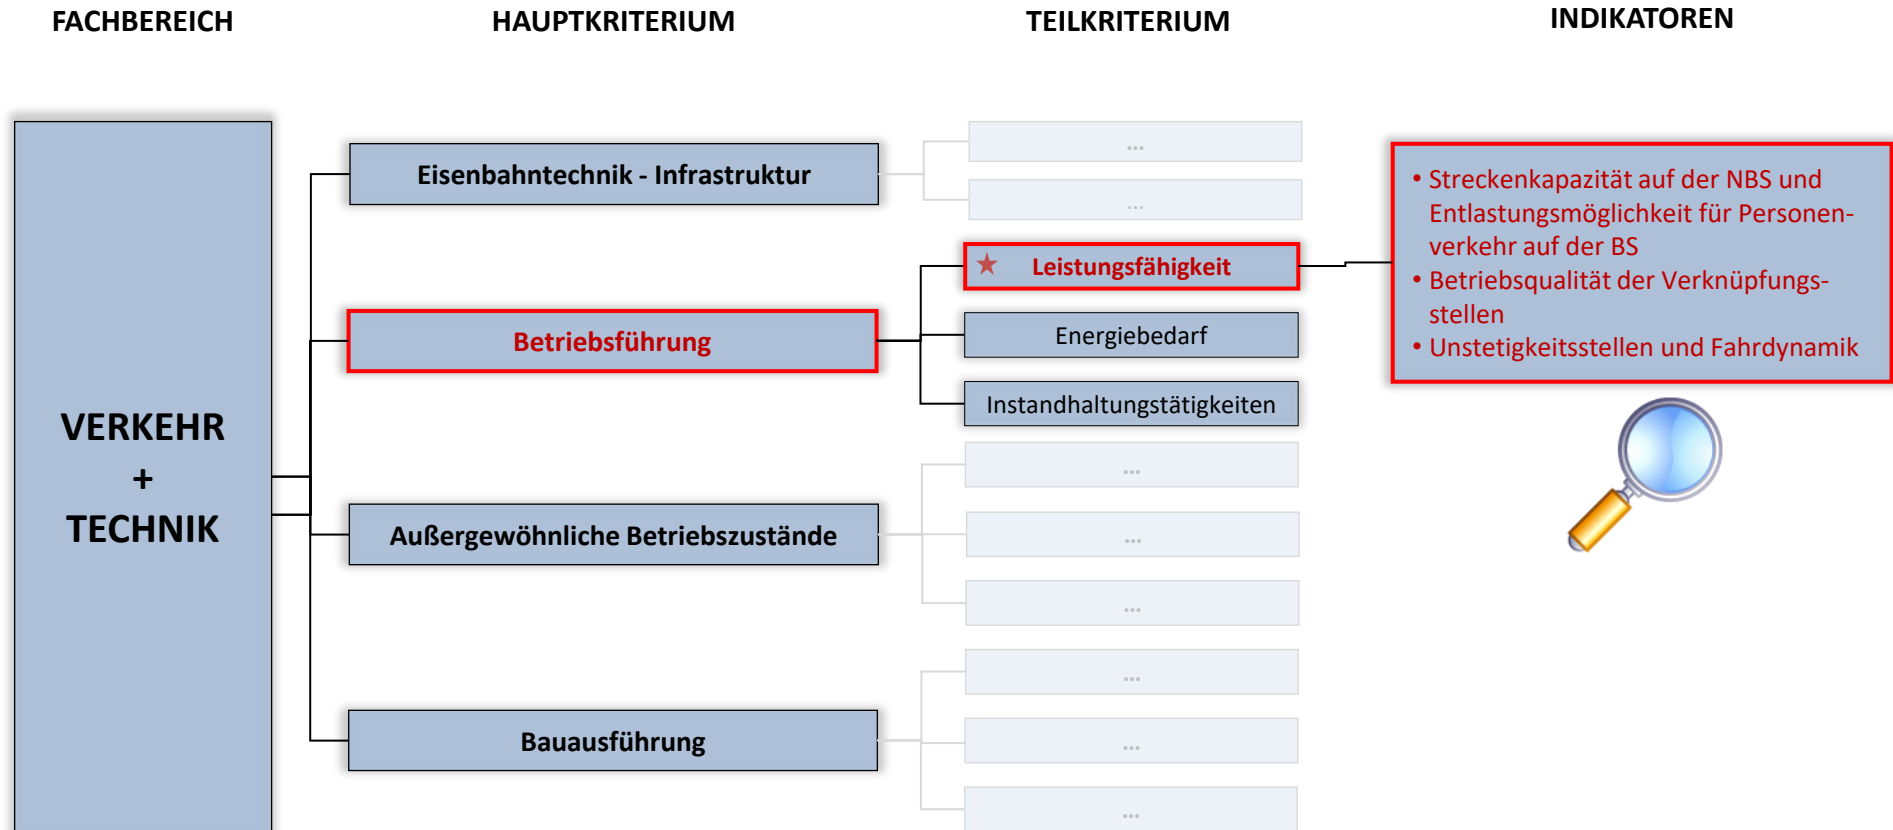 FACHBEREICH
HAUPTKRITERIUM
TEILKRITERIUM
INDIKATOREN
VERKEHR
+
TECHNIK
Eisenbahntechnik - Infrastruktur
...
...
Betriebsführung
Leistungsfähigkeit
Energiebedarf
Instandhaltungstätigkeiten
• Streckenkapazität auf der NBS und
Entlastungsmöglichkeit für Personen-
verkehr auf der BS
• Betriebsqualität der Verknüpfungs-
stellen
• Unstetigkeitsstellen und Fahrdynamik
Außergewöhnliche Betriebszustände
...
...
...
Bauausführung
...
...
...